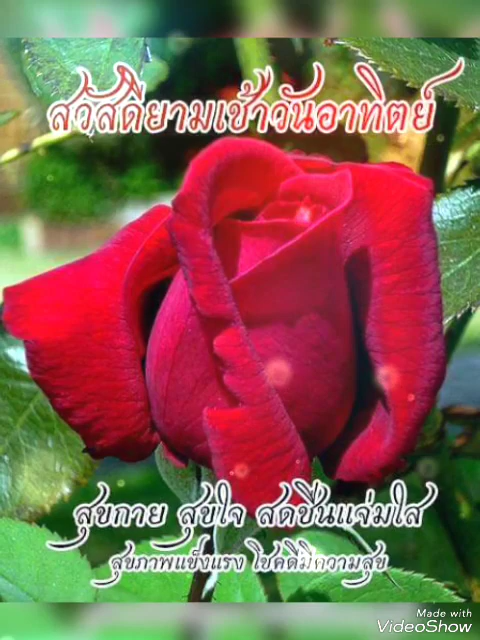 สวัสดียามเช้าวันอาทิตย์
สุขกาย สุขใจ สดชื่นแจ่มใส
สุขภาพแข็งแรง โชคดีมีความสุข
Made with
VideoShow